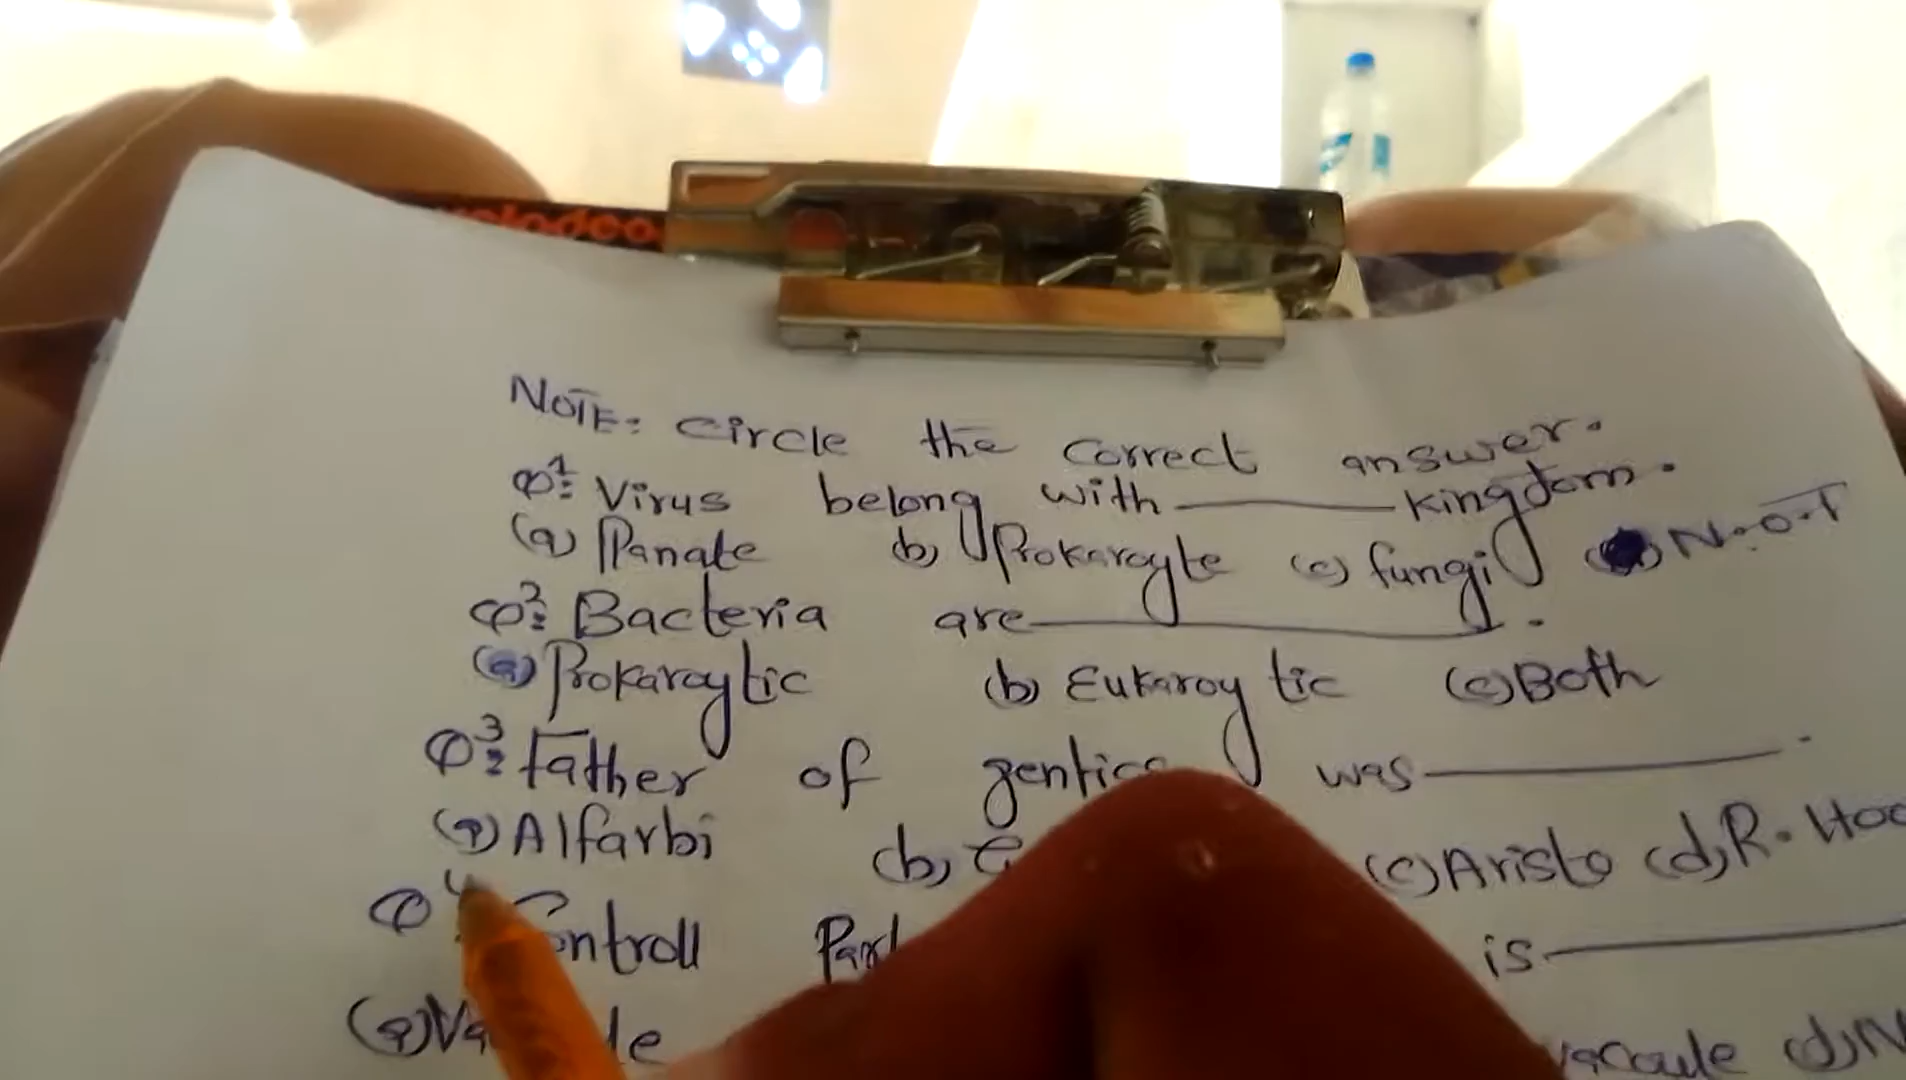 NOTE: circle the correct answer.
Q1: Virus belong with ______ kingdom.
(a) Planate (b) Prokaroyte (c) fungi N.O.T
Q2: Bacteria are ______.
(a) Prokaroytic (b) Eukaroytic (c) Both
Q3: Father of gentics was ______.
(a) Alfarbi (b) (c) Aristo (d) R. Hoo
Q4 Controll Part is ______
(a) (d)